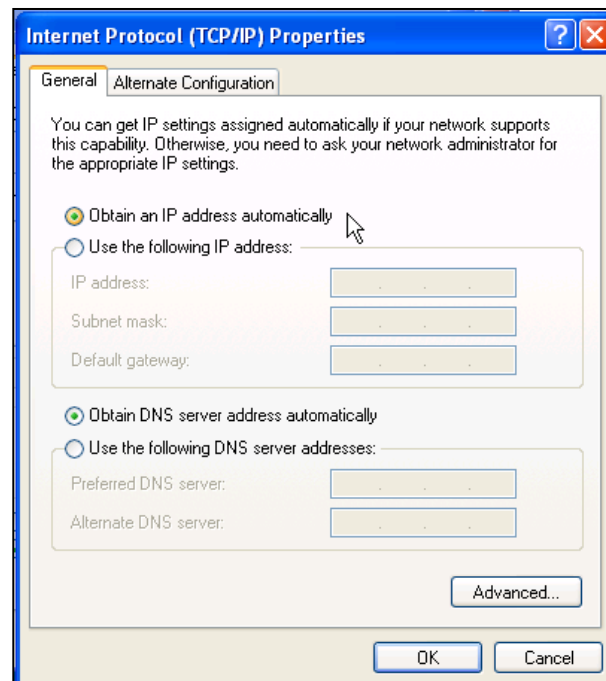 Internet Protocol (TCP/IP) Properties
General
Alternate Configuration
You can get IP settings assigned automatically if your network supports
this capability. Otherwise, you need to ask your network administrator for
the appropriate IP settings.
Obtain an IP address automatically
Use the following IP address:
IP address:
Subnet mask:
Default gateway:
Obtain DNS server address automatically
Use the following DNS server addresses:
Preferred DNS server:
Alternate DNS server:
Advanced...
OK
Cancel